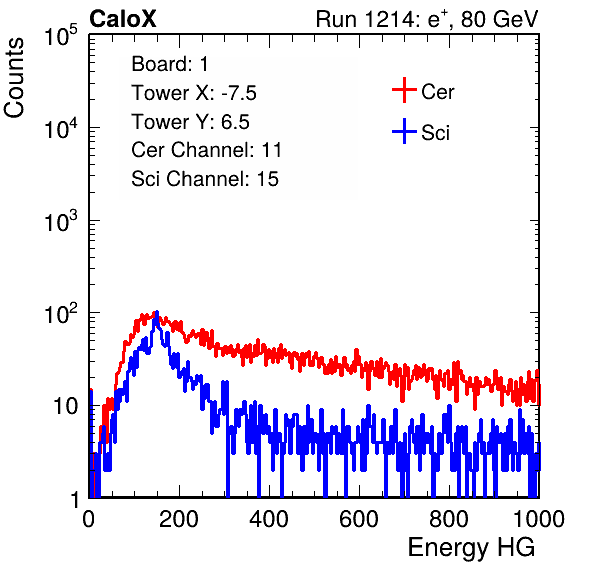 CaloX Run 1214: e⁺, 80 GeV
Board: 1
Tower X: -7.5
Tower Y: 6.5
Cer Channel: 11
Sci Channel: 15
Cer
Sci
Counts
10⁵
10⁴
10³
10²
10
1
0 200 400 600 800 1000
Energy HG